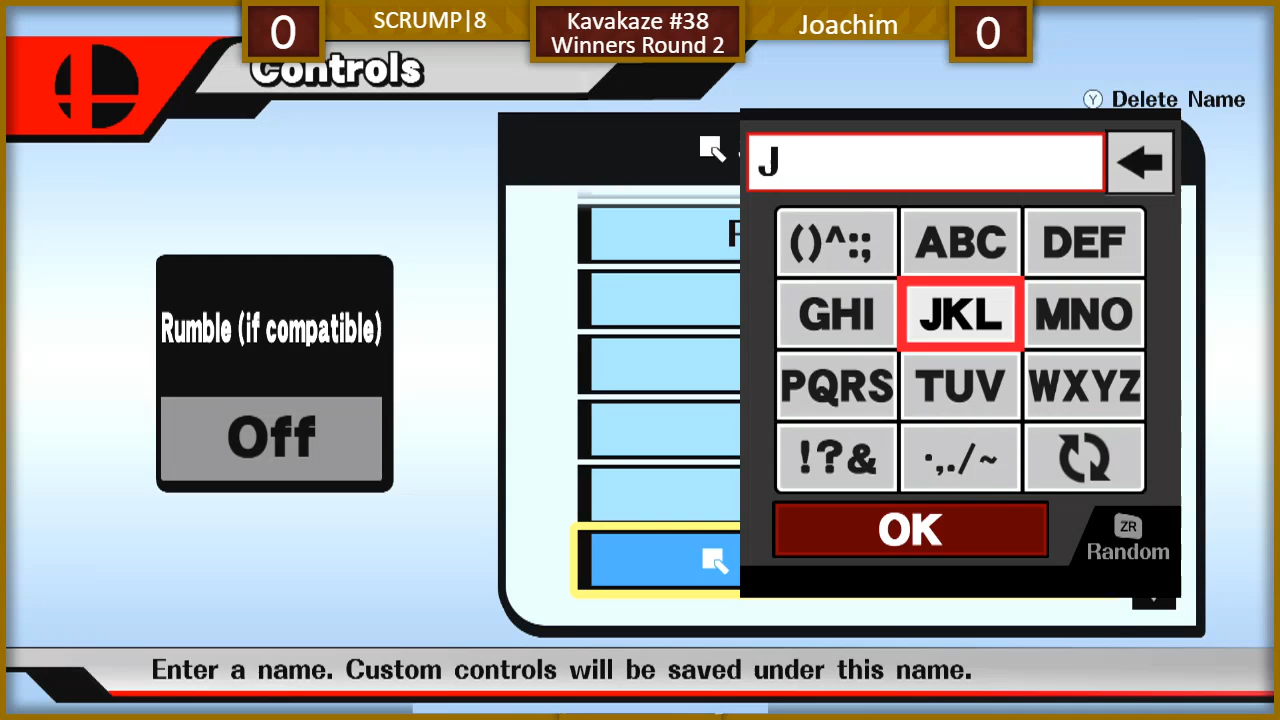 0
SCRUMP|8
Kavakaze #38
Winners Round 2
Joachim
0
Controls
Ⓨ Delete Name
J
()^:;
ABC
DEF
GHI
JKL
MNO
PQRS
TUV
WXYZ
!?&
·,./~
OK
ZR
Random
Rumble (if compatible)
Off
Enter a name. Custom controls will be saved under this name.